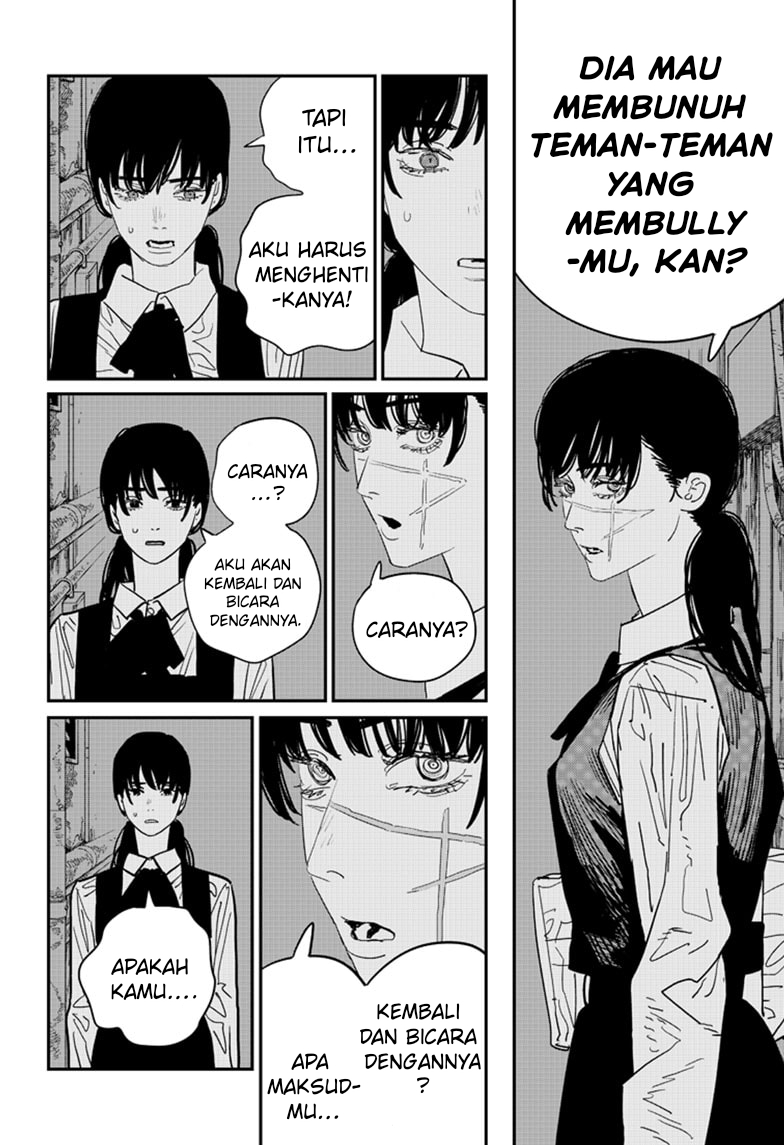 DIA MAU
MEMBUNUH
TEMAN-TEMAN
YANG
MEMBULLY
-MU, KAN?
TAPI
ITU...
AKU HARUS
MENGHENTI
-KANYA!
CARANYA?
CARANYA
...?
AKU AKAN
KEMBALI DAN
BICARA
DENGANNYA.
KEMBALI
DAN BICARA
DENGANNYA
?
APA
MAKSUD-
MU...
APAKAH
KAMU....